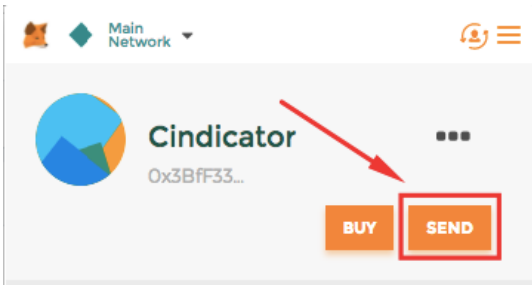 Main
Network
Cindicator
0x3BfF33...
BUY
SEND